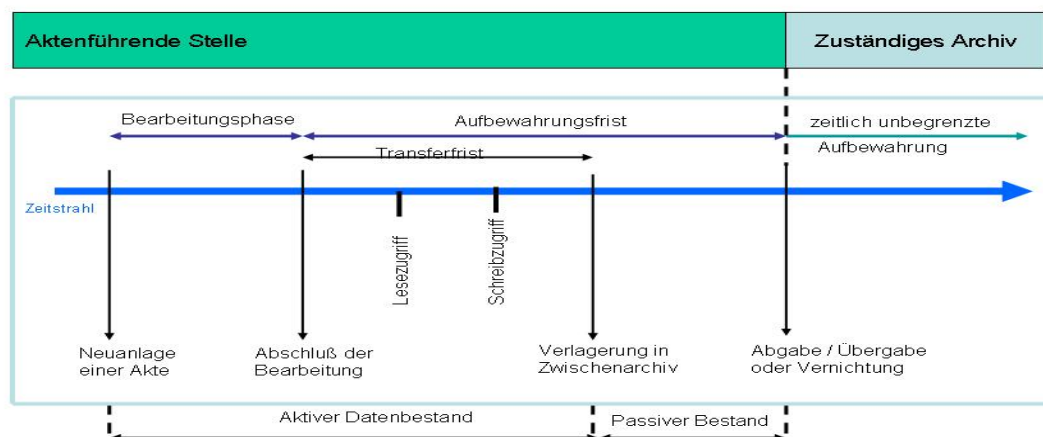 Aktenführende Stelle
Zuständiges Archiv
Bearbeitungsphase
Aufbewahrungsfrist
zeitlich unbegrenzte
Aufbewahrung
Transferfrist
Zeitstrahl
Lesezugriff
Schreibzugriff
Neuanlage
einer Akte
Abschluß der
Bearbeitung
Verlagerung in
Zwischenarchiv
Abgabe / Übergabe
oder Vernichtung
Aktiver Datenbestand
Passiver Bestand